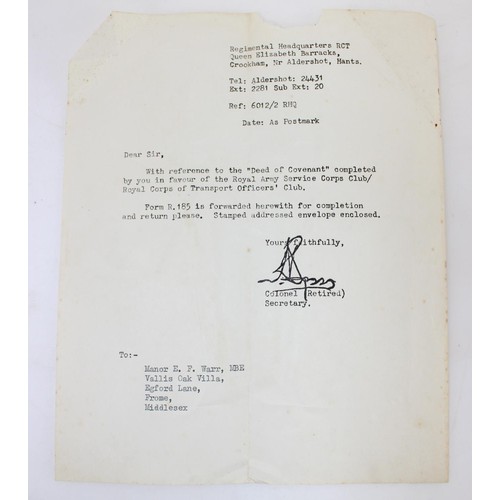 Regimental Headquarters RCT
Queen Elizabeth Barracks,
Crockham, Nr Aldershot, Hants.
Tel: Aldershot: 24431
Ext: 2281 Sub Ext: 20
Ref: 6012/2 RHQ
Date: As Postmark
Dear Sir,
With reference to the "Deed of Covenant" completed
by you in favour of the Royal Army Service Corps Club/
Royal Corps of Transport Officers' Club.
Form R.185 is forwarded herewith for completion
and return please. Stamped addressed envelope enclosed.
Yours faithfully,
Colonel (Retired)
Secretary.
To:-
Manor E. F. Warr, MBE
Vallis Oak Villa,
Egford Lane,
Frome,
Middlesex